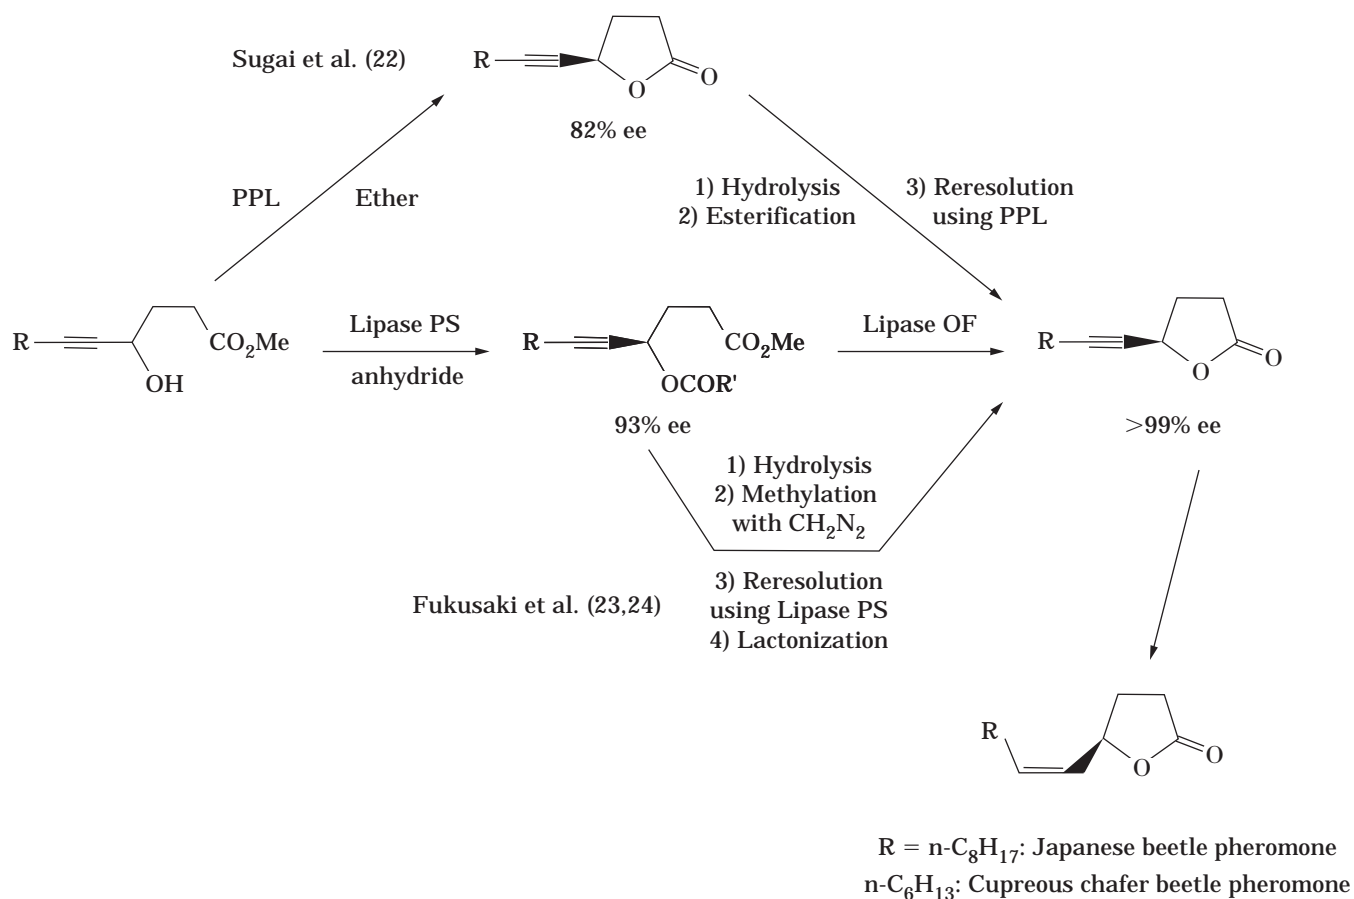 Sugai et al. (22)
R
O
O
82% ee
PPL
Ether
1) Hydrolysis
2) Esterification
3) Reresolution
using PPL
R
OH
CO₂Me
Lipase PS
anhydride
R
OCOR'
CO₂Me
93% ee
Lipase OF
R
O
O
>99% ee
1) Hydrolysis
2) Methylation
with CH₂N₂
3) Reresolution
using Lipase PS
4) Lactonization
Fukusaki et al. (23,24)
R
O
O
R = n-C₈H₁₇: Japanese beetle pheromone
n-C₆H₁₃: Cupreous chafer beetle pheromone